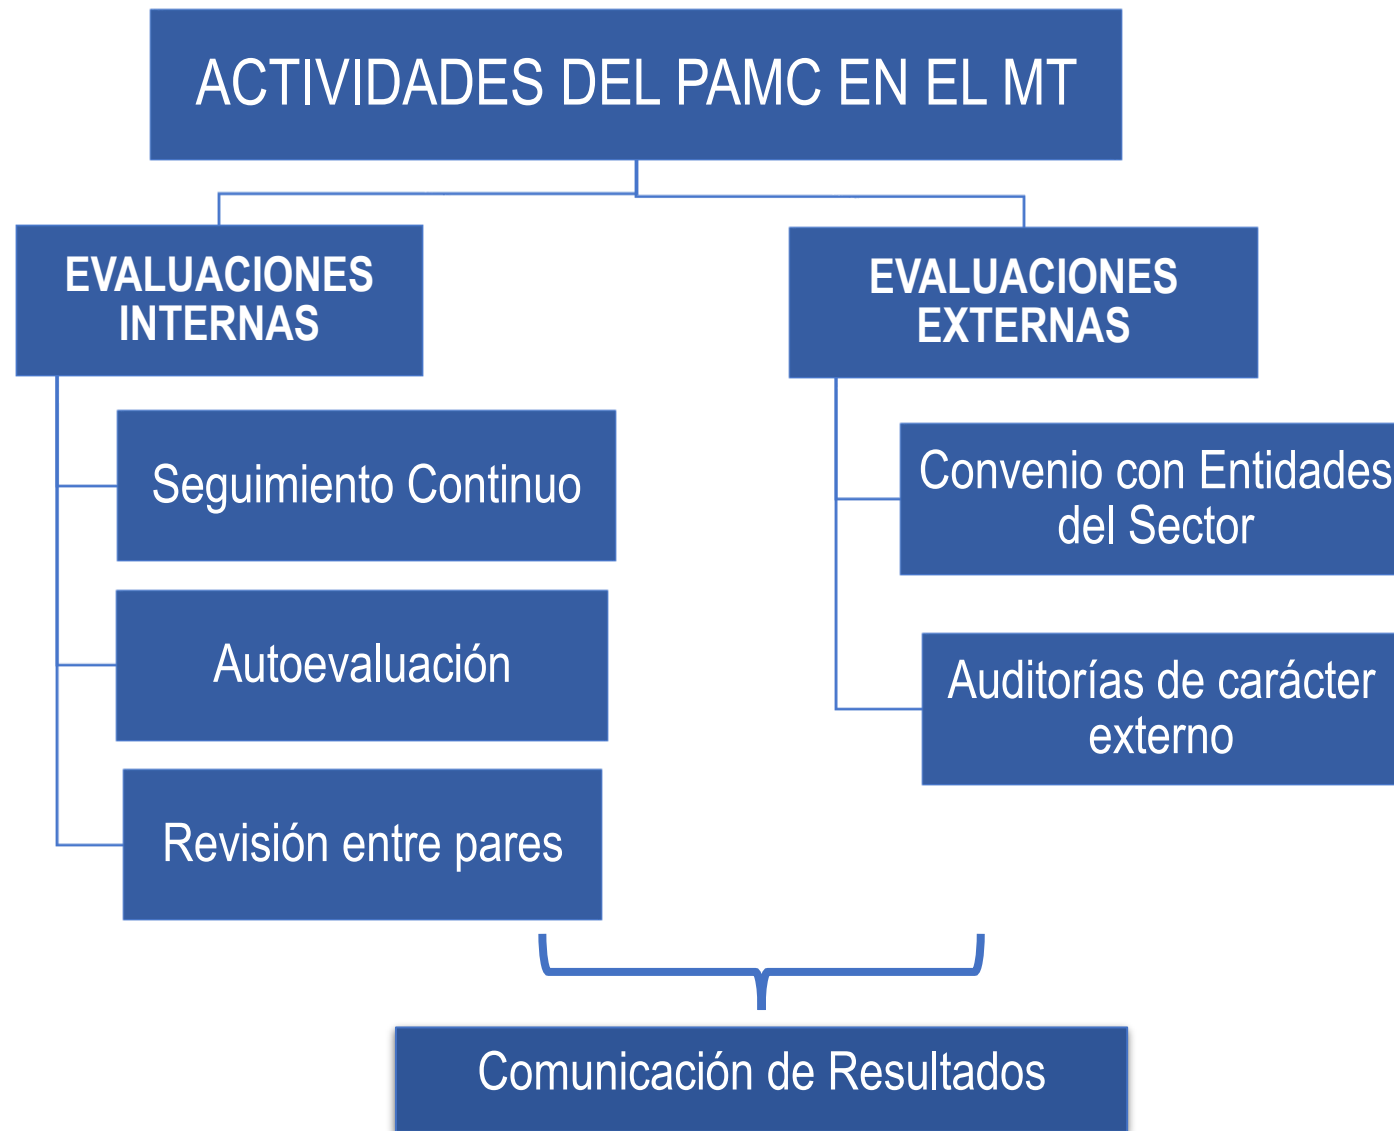 ACTIVIDADES DEL PAMC EN EL MT
EVALUACIONES
INTERNAS
Seguimiento Continuo
Autoevaluación
Revisión entre pares
EVALUACIONES
EXTERNAS
Convenio con Entidades
del Sector
Auditorías de carácter
externo
Comunicación de Resultados